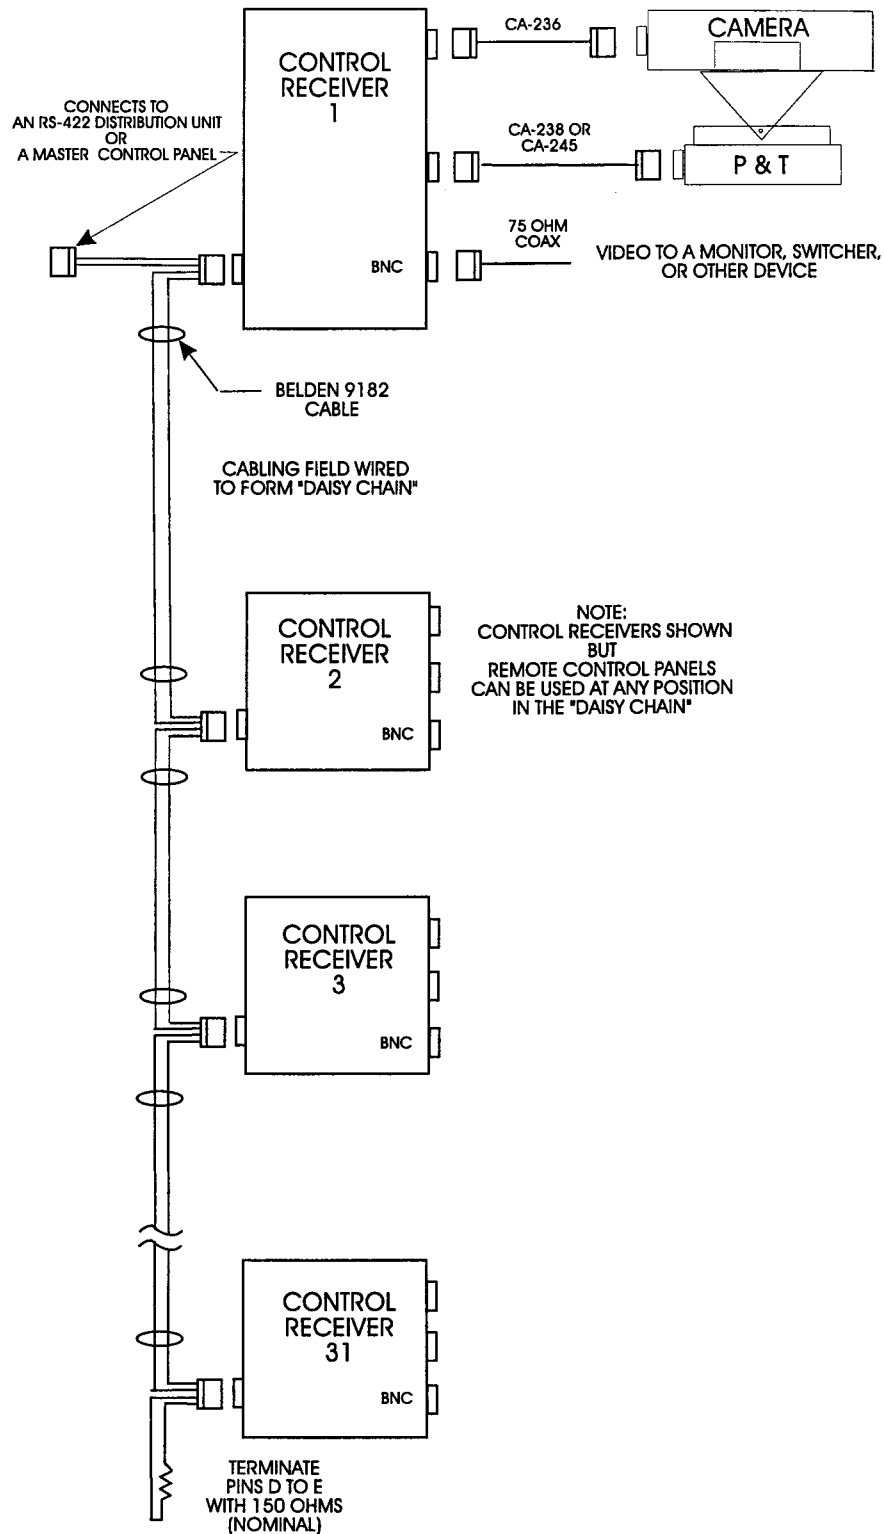 CONTROL
RECEIVER
1
CA-236
CAMERA
CONNECTS TO
AN RS-422 DISTRIBUTION UNIT
OR
A MASTER CONTROL PANEL
CA-238 OR
CA-245
P & T
BNC
75 OHM
COAX
VIDEO TO A MONITOR, SWITCHER,
OR OTHER DEVICE
BELDEN 9182
CABLE
CABLING FIELD WIRED
TO FORM "DAISY CHAIN"
CONTROL
RECEIVER
2
BNC
NOTE:
CONTROL RECEIVERS SHOWN
BUT
REMOTE CONTROL PANELS
CAN BE USED AT ANY POSITION
IN THE "DAISY CHAIN"
CONTROL
RECEIVER
3
BNC
CONTROL
RECEIVER
31
BNC
TERMINATE
PINS D TO E
WITH 150 OHMS
(NOMINAL)